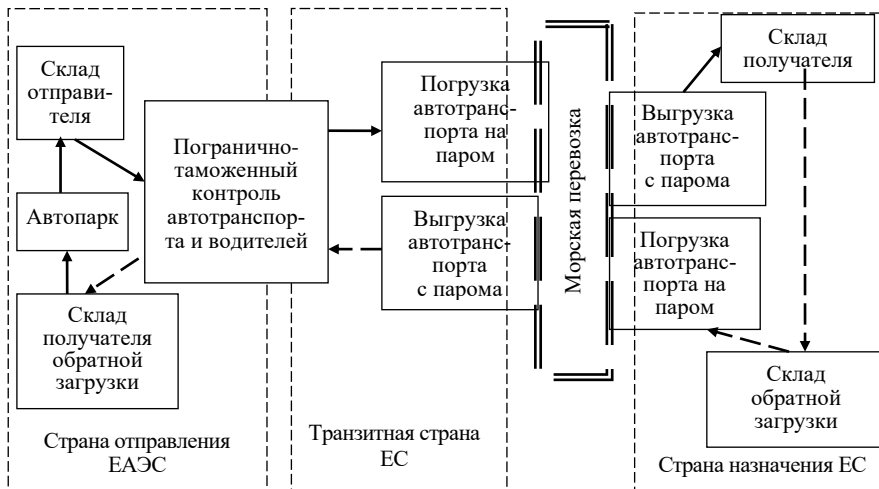 Склад
отправи-
теля
Автопарк
Склад
получателя
обратной
загрузки
Страна отправления
ЕАЭС
Погранично-
таможенный
контроль
автотранспор-
та и водителей
Погрузка
автотранс-
порта на
паром
Выгрузка
автотранс-
порта
с парома
Транзитная страна
ЕС
Морская перевозка
Склад
получателя
Выгрузка
автотранс-
порта
с парома
Погрузка
автотранс-
порта на
паром
Склад
обратной
загрузки
Страна назначения ЕС